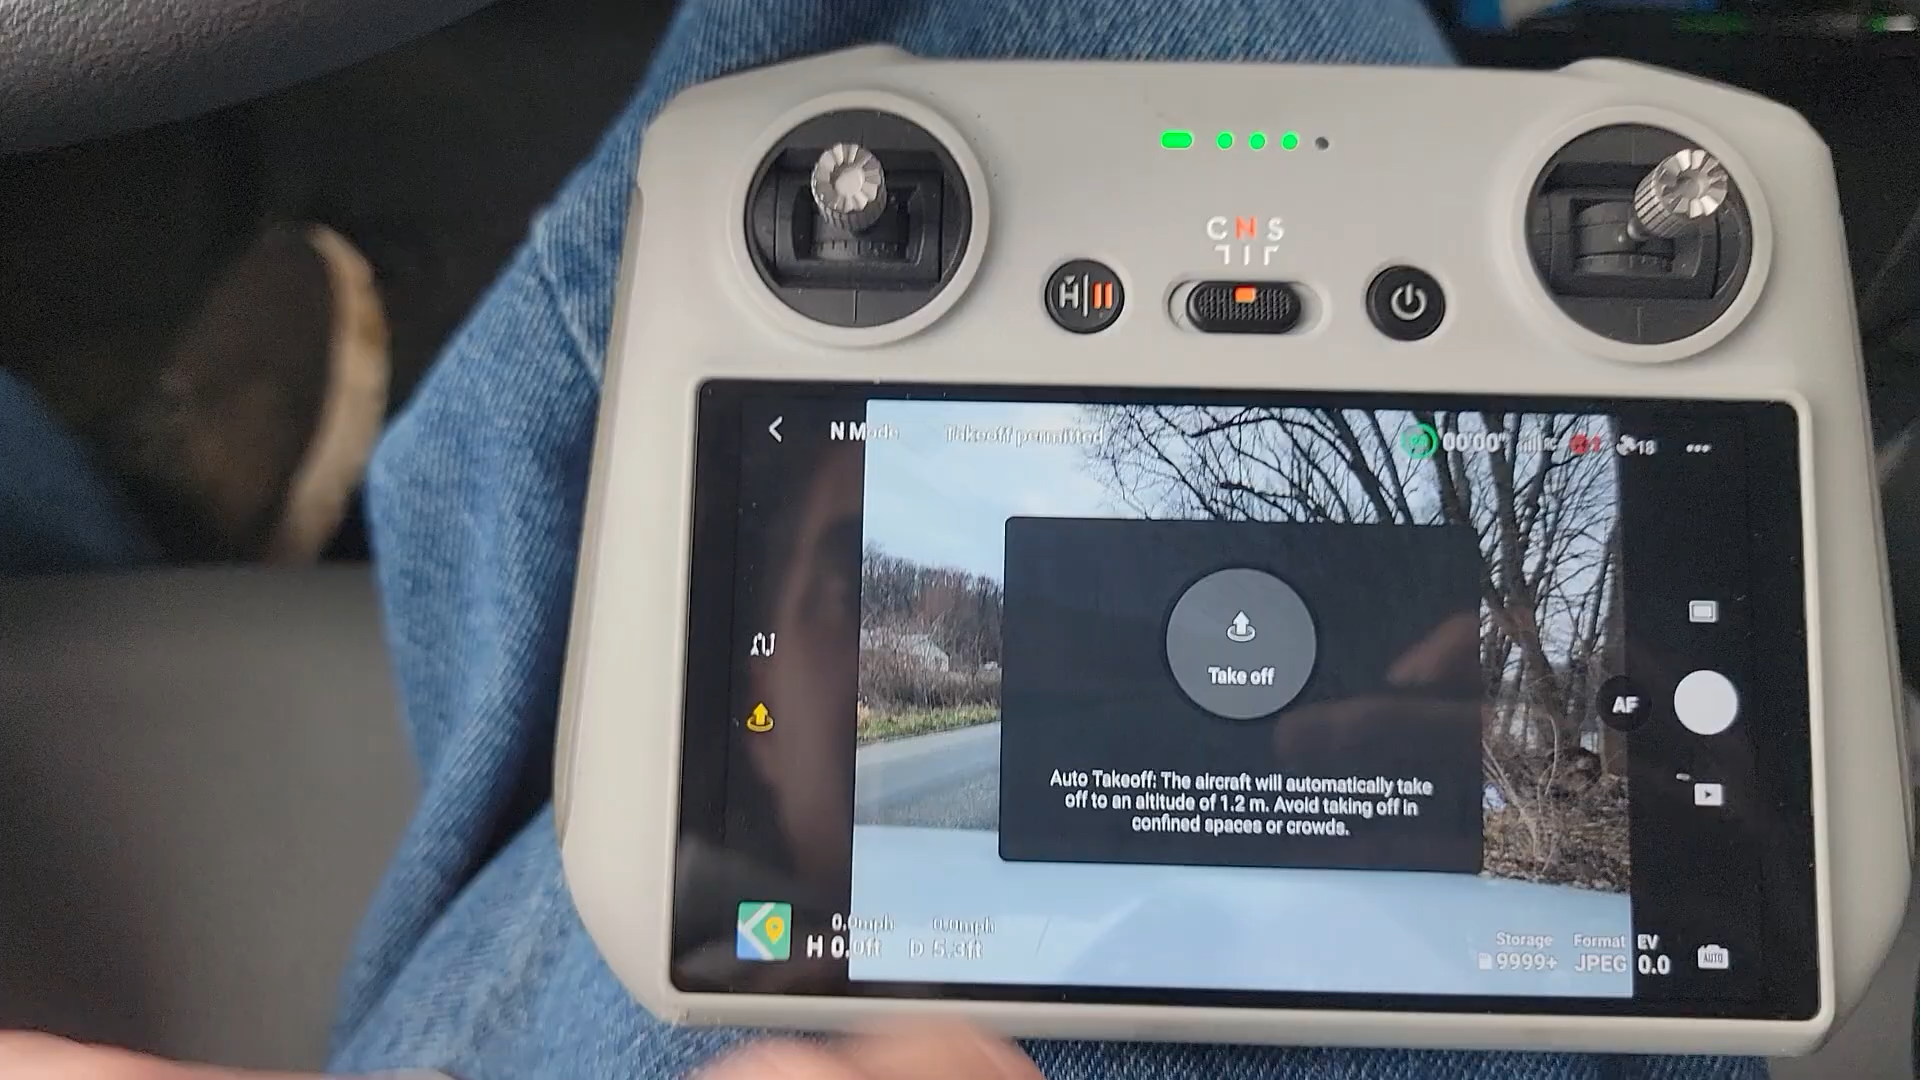 C N S
H
N Mode
Takeoff permitted
00'00"
18
Take off
AF
Auto Takeoff: The aircraft will automatically take
off to an altitude of 1.2 m. Avoid taking off in
confined spaces or crowds.
0.0mph 0.0mph
H 0.0ft D 5.3ft
Storage Format EV
9999+ JPEG 0.0
AUTO